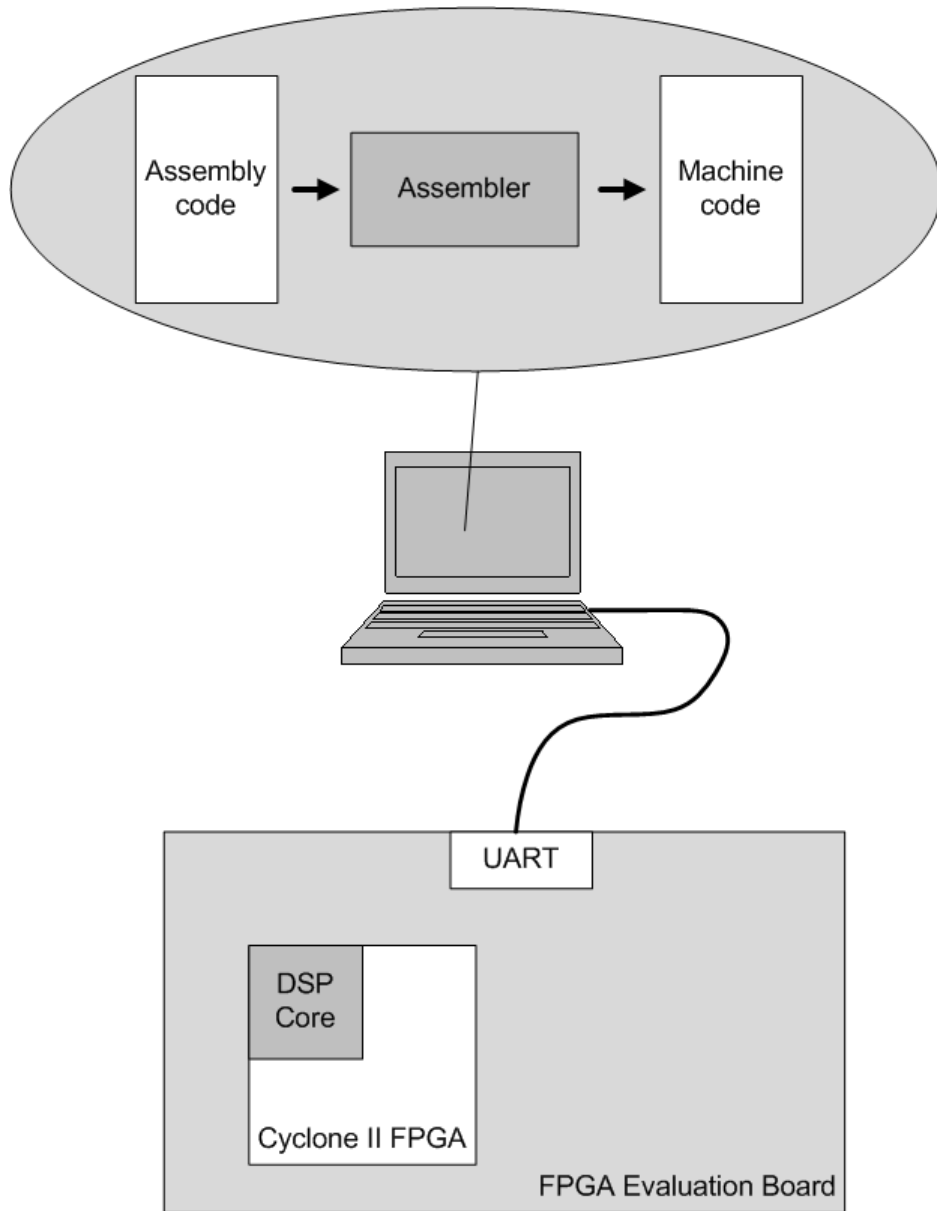 Assembly
code
Assembler
Machine
code
UART
DSP
Core
Cyclone II FPGA
FPGA Evaluation Board